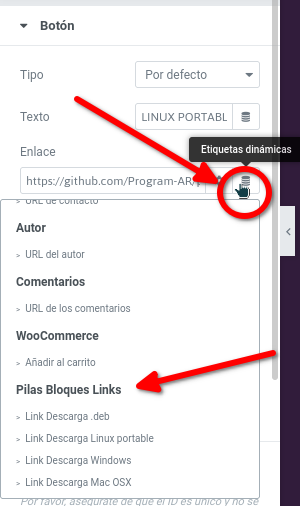 Botón
Tipo
Por defecto
Texto
LINUX PORTABL
Etiquetas dinámicas
Enlace
https://github.com/Program-AR/p
URL de contacto
Autor
> URL del autor
Comentarios
> URL de los comentarios
WooCommerce
> Añadir al carrito
Pilas Bloques Links
> Link Descarga .deb
> Link Descarga Linux portable
> Link Descarga Windows
> Link Descarga Mac OSX
Por favor, asegúrate de que el ID es único y no se